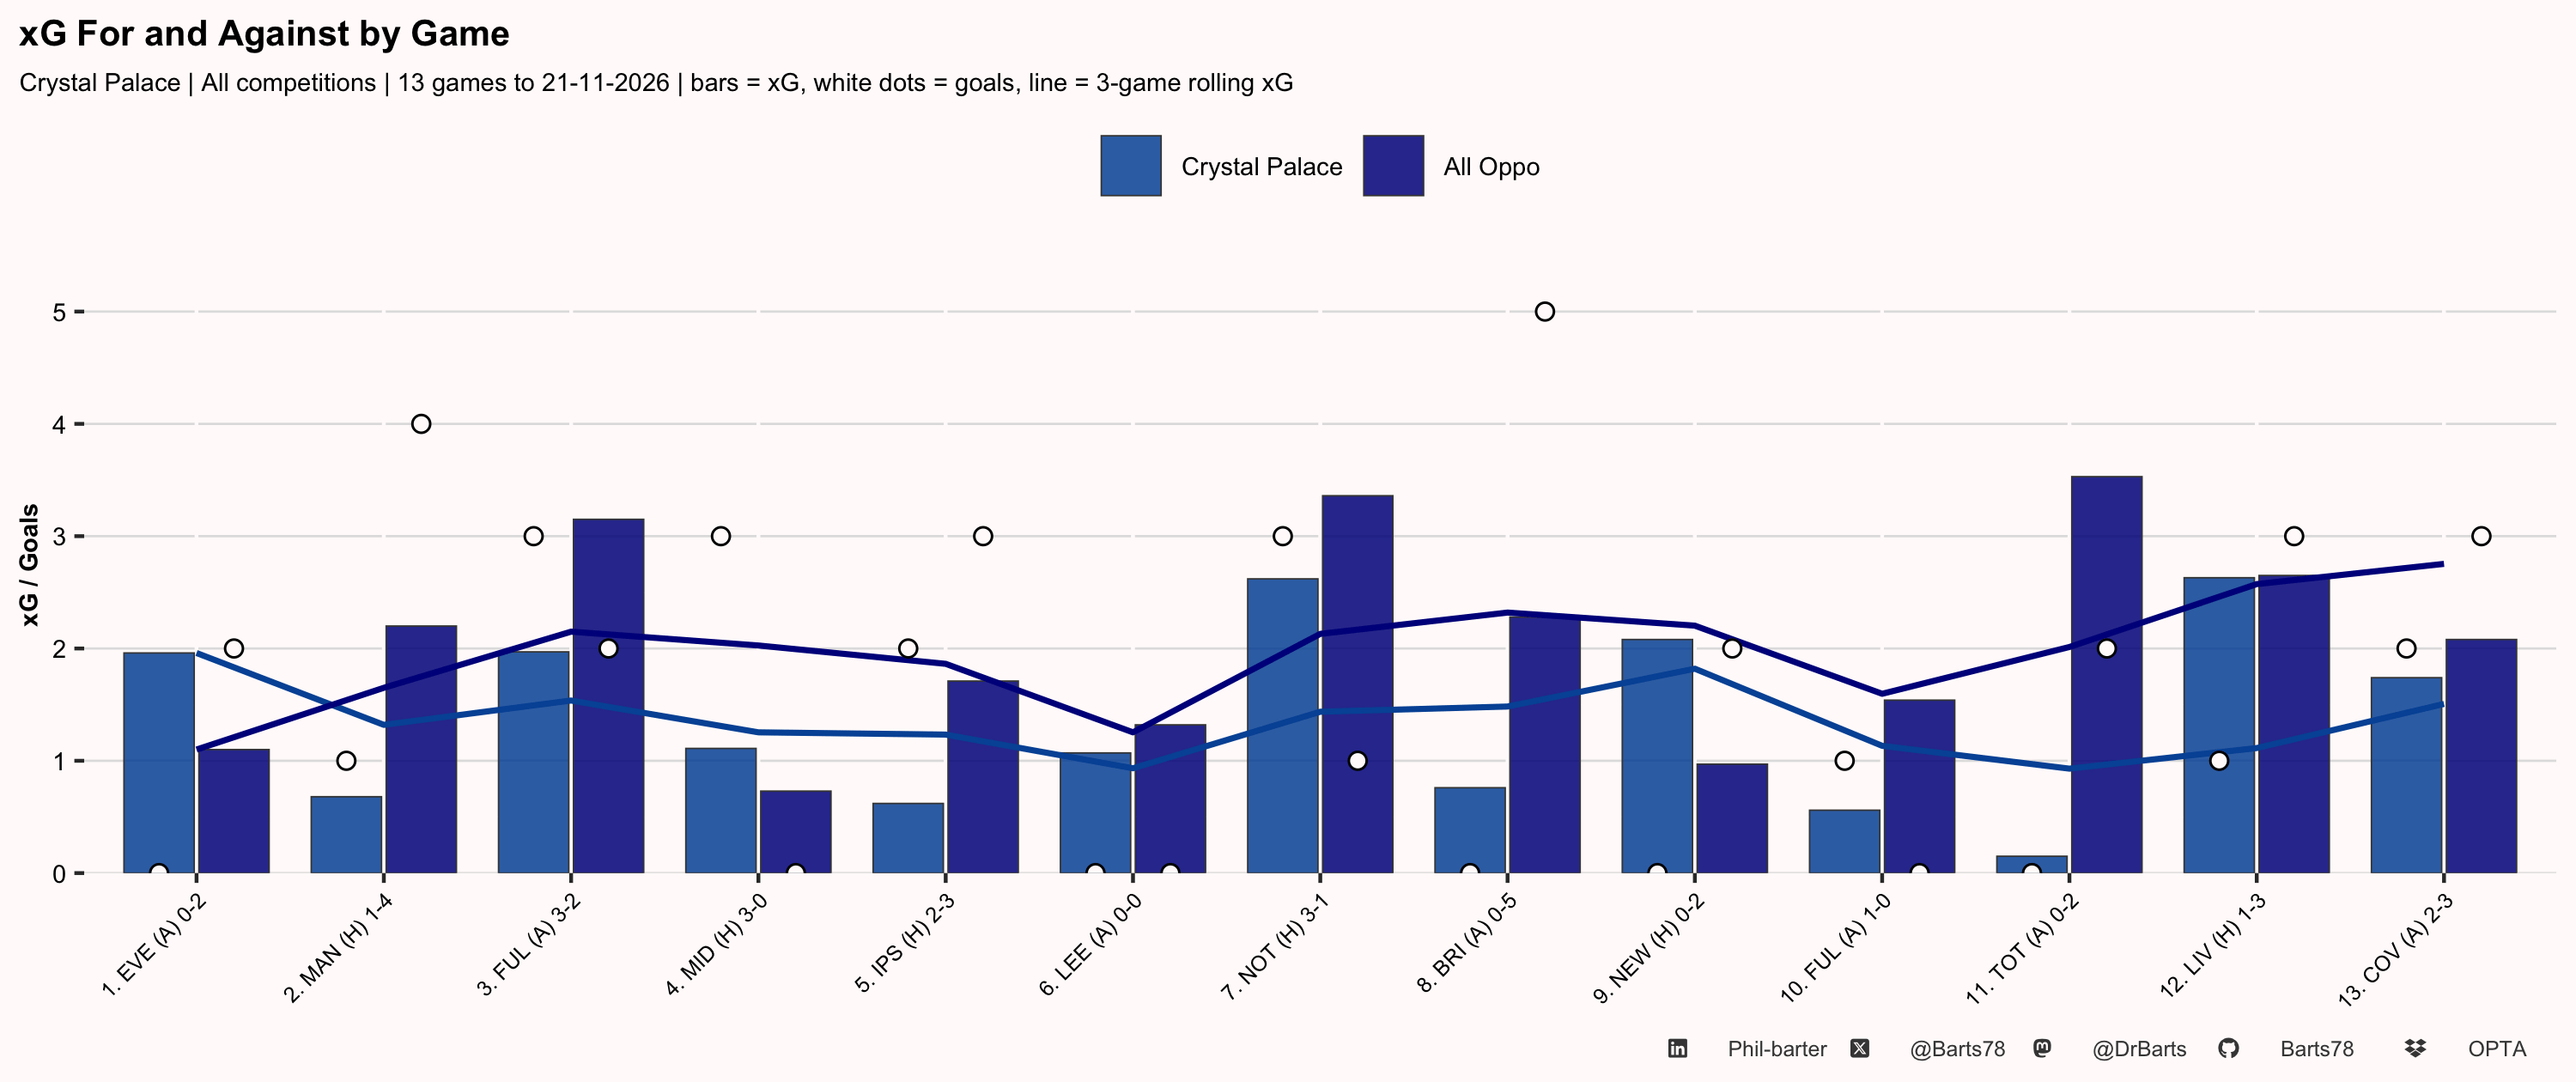 xG For and Against by Game
Crystal Palace | All competitions | 13 games to 21-11-2026 | bars = xG, white dots = goals, line = 3-game rolling xG
Crystal Palace
All Oppo
xG / Goals
5
4
3
2
1
0
1. EVE (A) 0-2
2. MAN (H) 1-4
3. FUL (A) 3-2
4. MID (H) 3-0
5. IPS (H) 2-3
6. LEE (A) 0-0
7. NOT (H) 3-1
8. BRI (A) 0-5
9. NEW (H) 0-2
10. FUL (A) 1-0
11. TOT (A) 0-2
12. LIV (H) 1-3
13. COV (A) 2-3
Phil-barter @Barts78 @DrBarts Barts78 OPTA